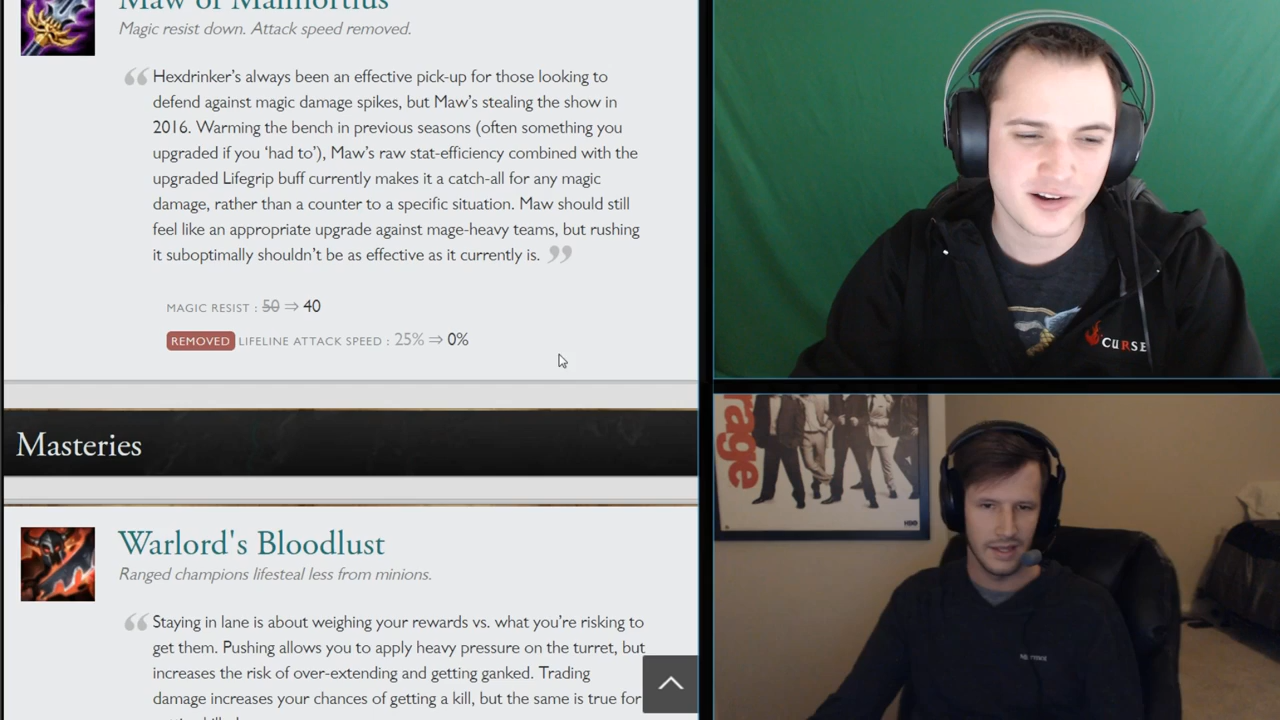 Maw of Malmortius
Magic resist down. Attack speed removed.
“ Hexdrinker's always been an effective pick-up for those looking to
defend against magic damage spikes, but Maw's stealing the show in
2016. Warming the bench in previous seasons (often something you
upgraded if you 'had to'), Maw's raw stat-efficiency combined with the
upgraded Lifegrip buff currently makes it a catch-all for any magic
damage, rather than a counter to a specific situation. Maw should still
feel like an appropriate upgrade against mage-heavy teams, but rushing
it suboptimally shouldn't be as effective as it currently is. ”
MAGIC RESIST : 50 ⇒ 40
REMOVED LIFELINE ATTACK SPEED : 25% ⇒ 0%
Masteries
Warlord's Bloodlust
Ranged champions lifesteal less from minions.
“ Staying in lane is about weighing your rewards vs. what you're risking to
get them. Pushing allows you to apply heavy pressure on the turret, but
increases the risk of over-extending and getting ganked. Trading
damage increases your chances of getting a kill, but the same is true for
CURSE
rage
HBO